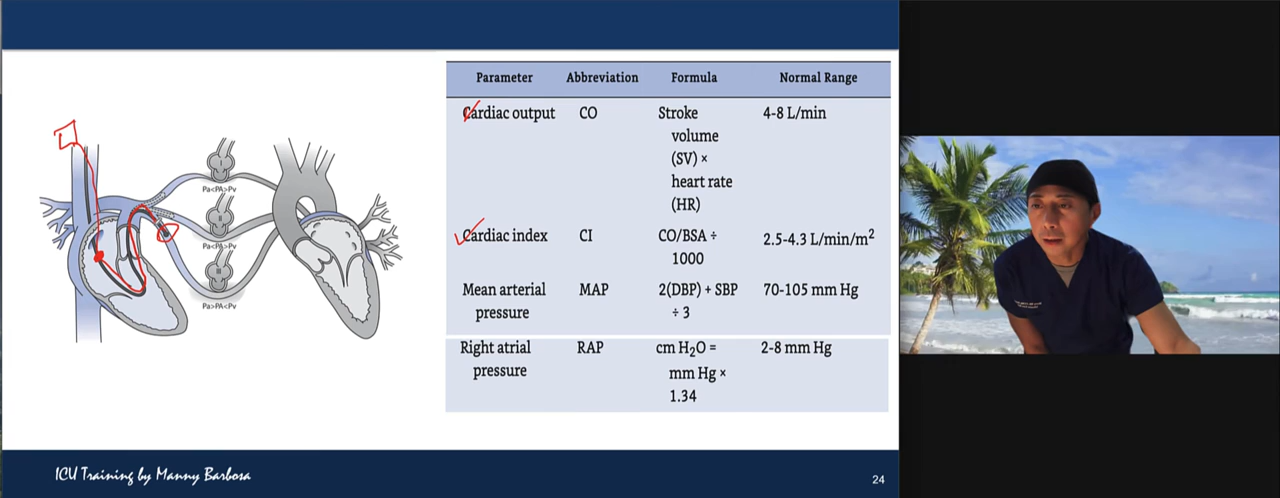 Parameter Abbreviation Formula Normal Range
Cardiac output CO Stroke volume (SV) × heart rate (HR) 4-8 L/min
Cardiac index CI CO/BSA ÷ 1000 2.5-4.3 L/min/m²
Mean arterial pressure MAP 2(DBP) + SBP ÷ 3 70-105 mm Hg
Right atrial pressure RAP cm H₂O = mm Hg × 1.34 2-8 mm Hg
I
Pa<PA>Pv
II
Pa<PA>Pv
III
Pa>PA<Pv
ICU Training by Manny Barbosa
24